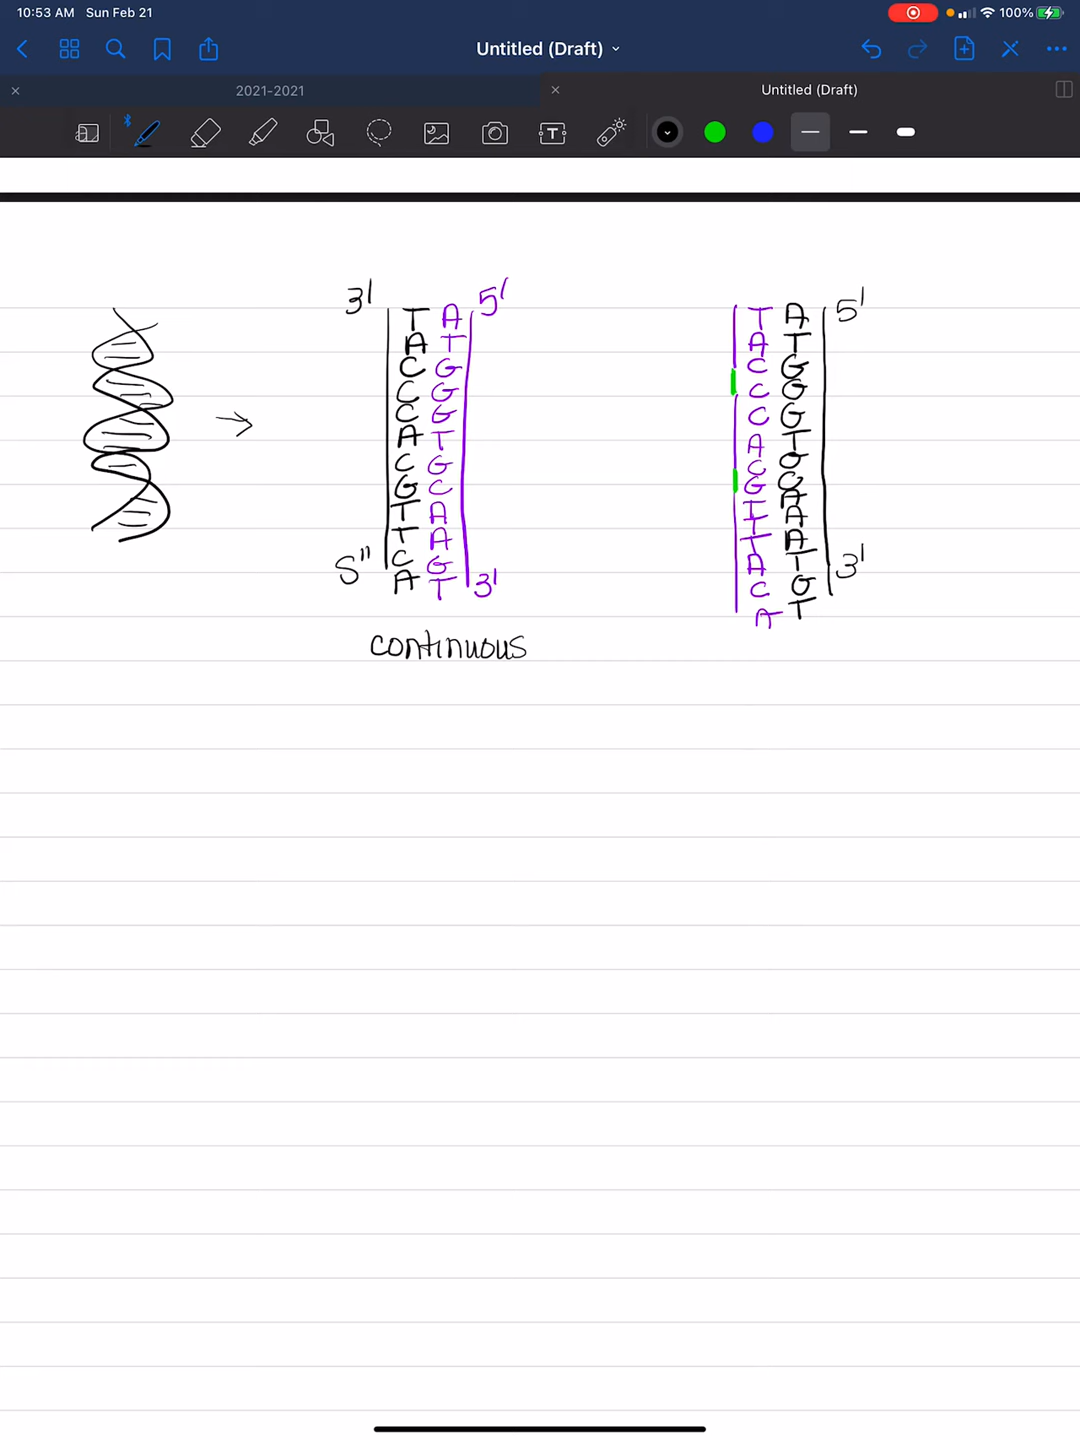 10:53 AM Sun Feb 21
100%
Untitled (Draft)
2021-2021
Untitled (Draft)
T
3' 5'
T A
A T
C G
C G
C G
A T
C G
G C
T A
T A
5" C G
A T 3'
continuous
T A 5'
A T
C G
C G
C G
A T
C G
G C
T A
T A
T A
A T 3'
C G
A T